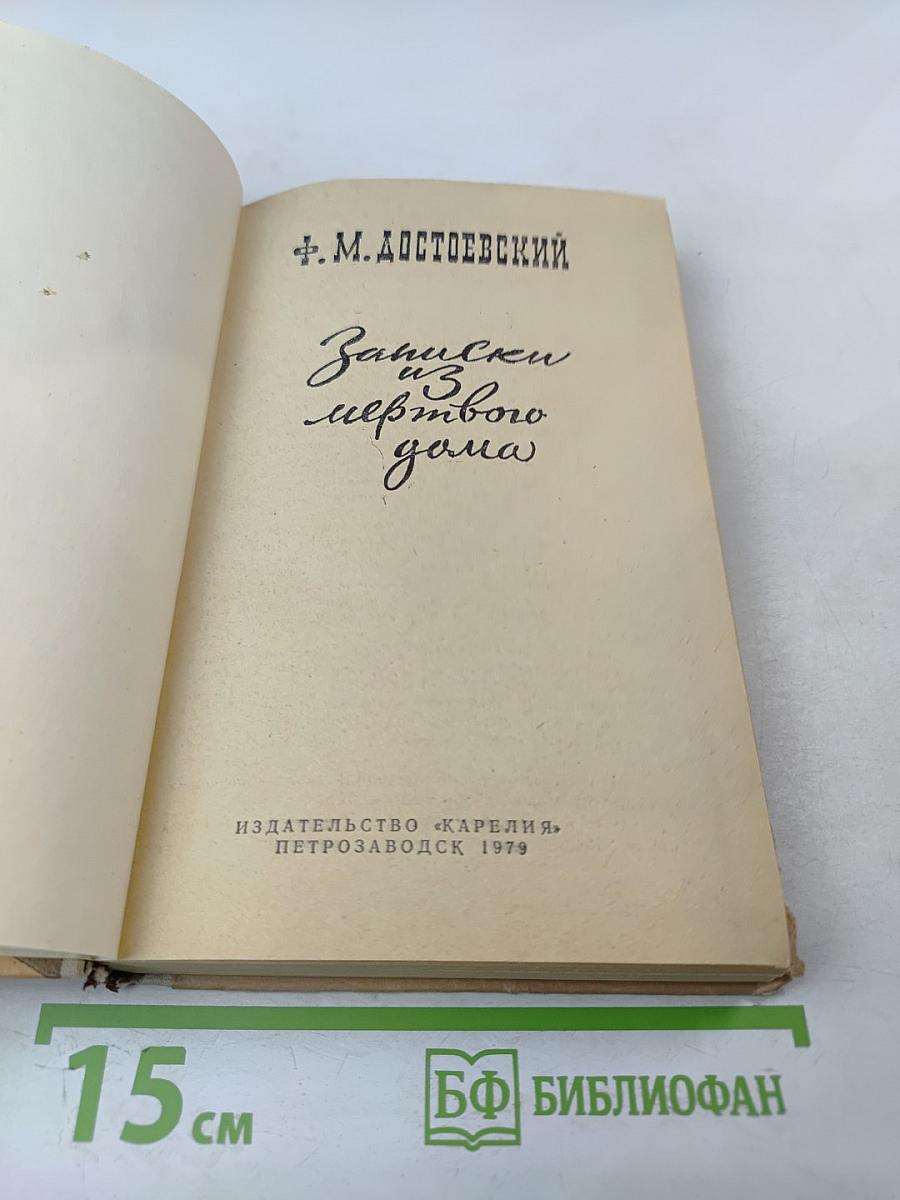 Ф. М. ДОСТОЕВСКИЙ
Записки
из
мертвого
дома
ИЗДАТЕЛЬСТВО «КАРЕЛИЯ»
ПЕТРОЗАВОДСК 1979
15 см
БФ БИБЛИОФАН